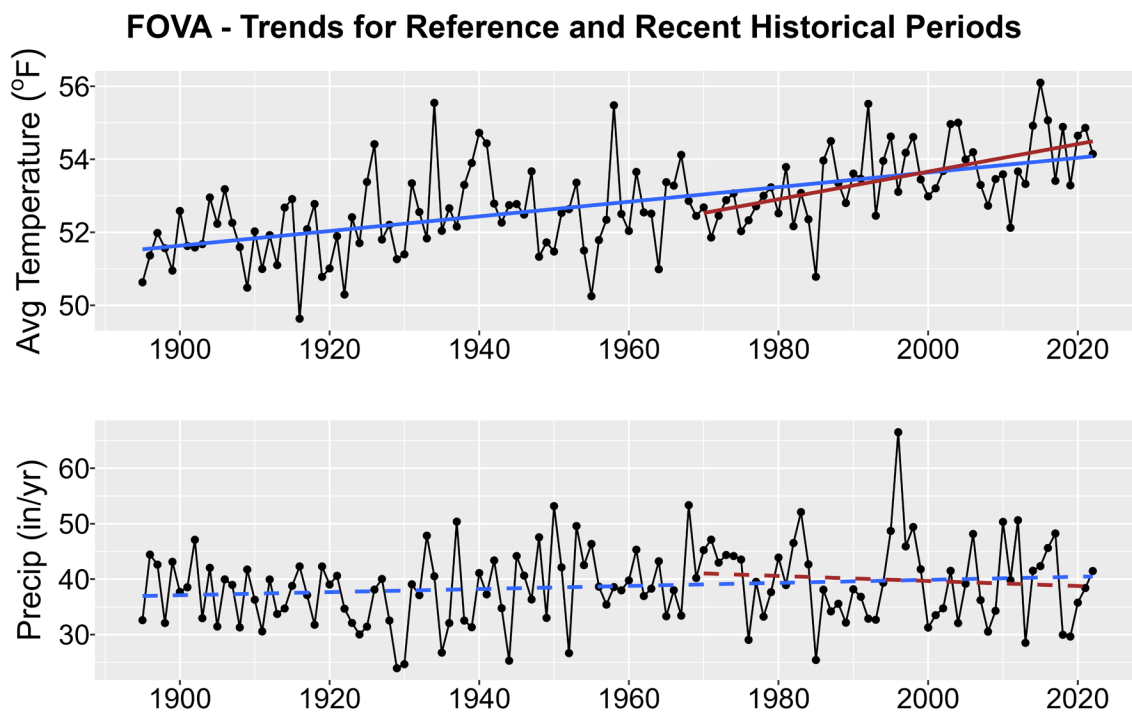 FOVA - Trends for Reference and Recent Historical Periods
Avg Temperature (°F)
56
54
52
50
1900 1920 1940 1960 1980 2000 2020
Precip (in/yr)
60
50
40
30
1900 1920 1940 1960 1980 2000 2020